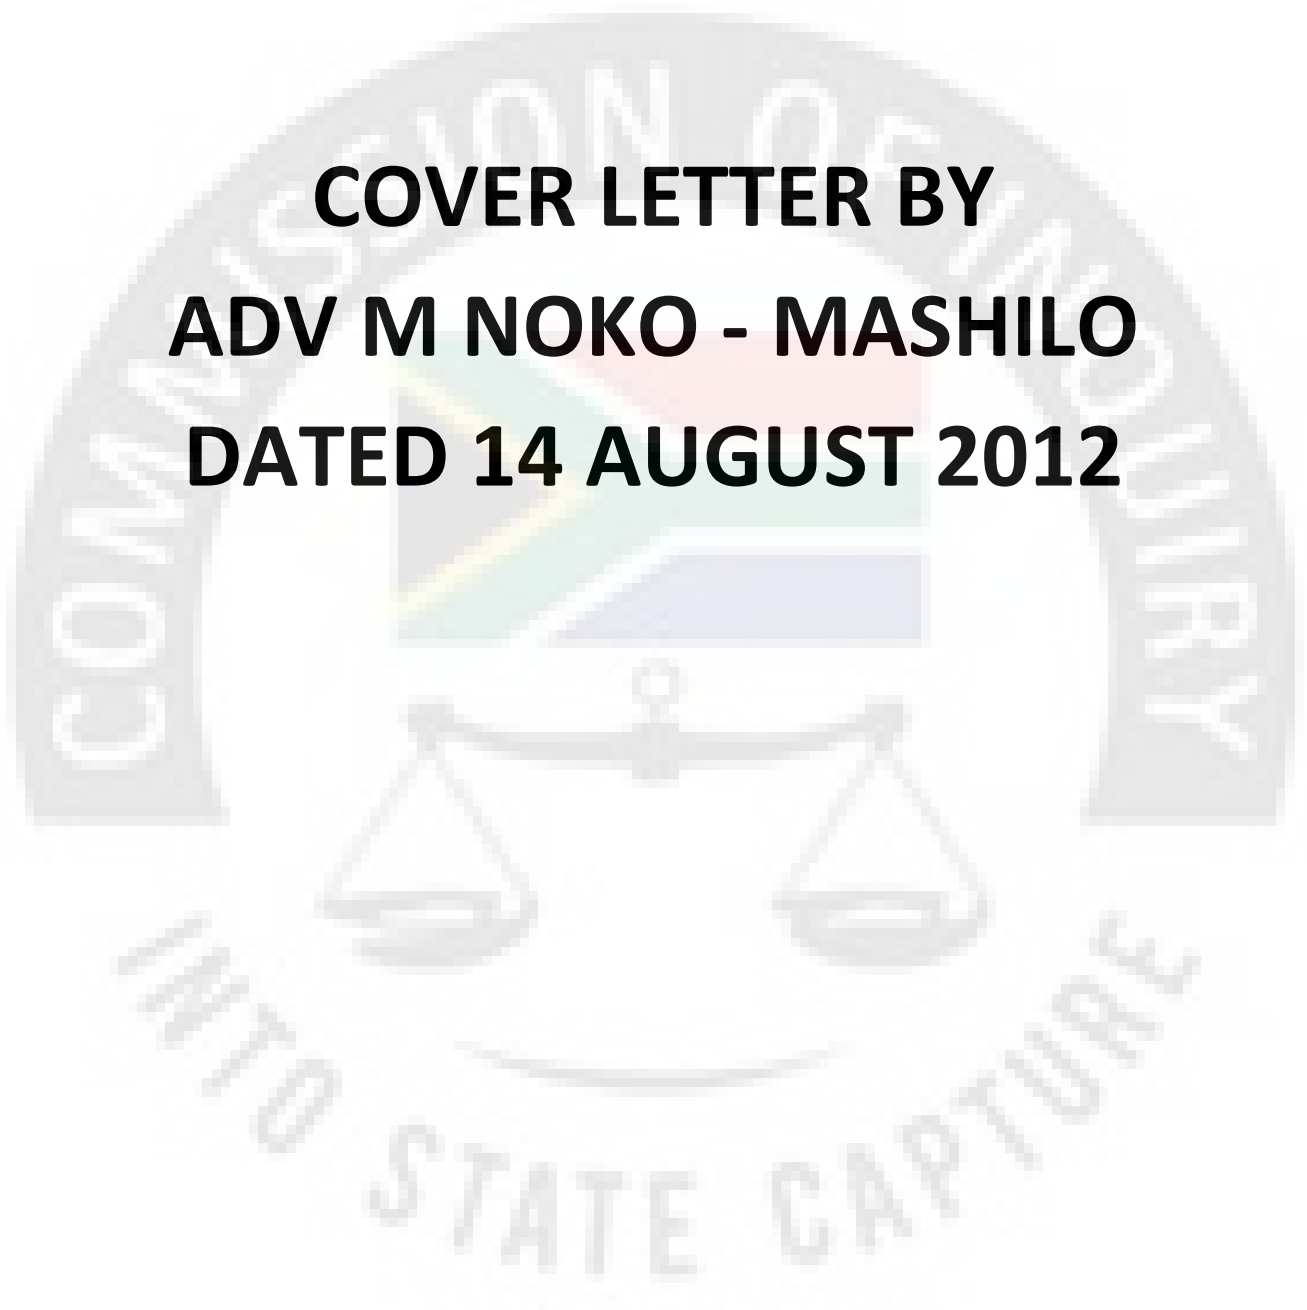 COVER LETTER BY
ADV M NOKO - MASHILO
DATED 14 AUGUST 2012
COMMISSION OF INQUIRY
INTO STATE CAPTURE